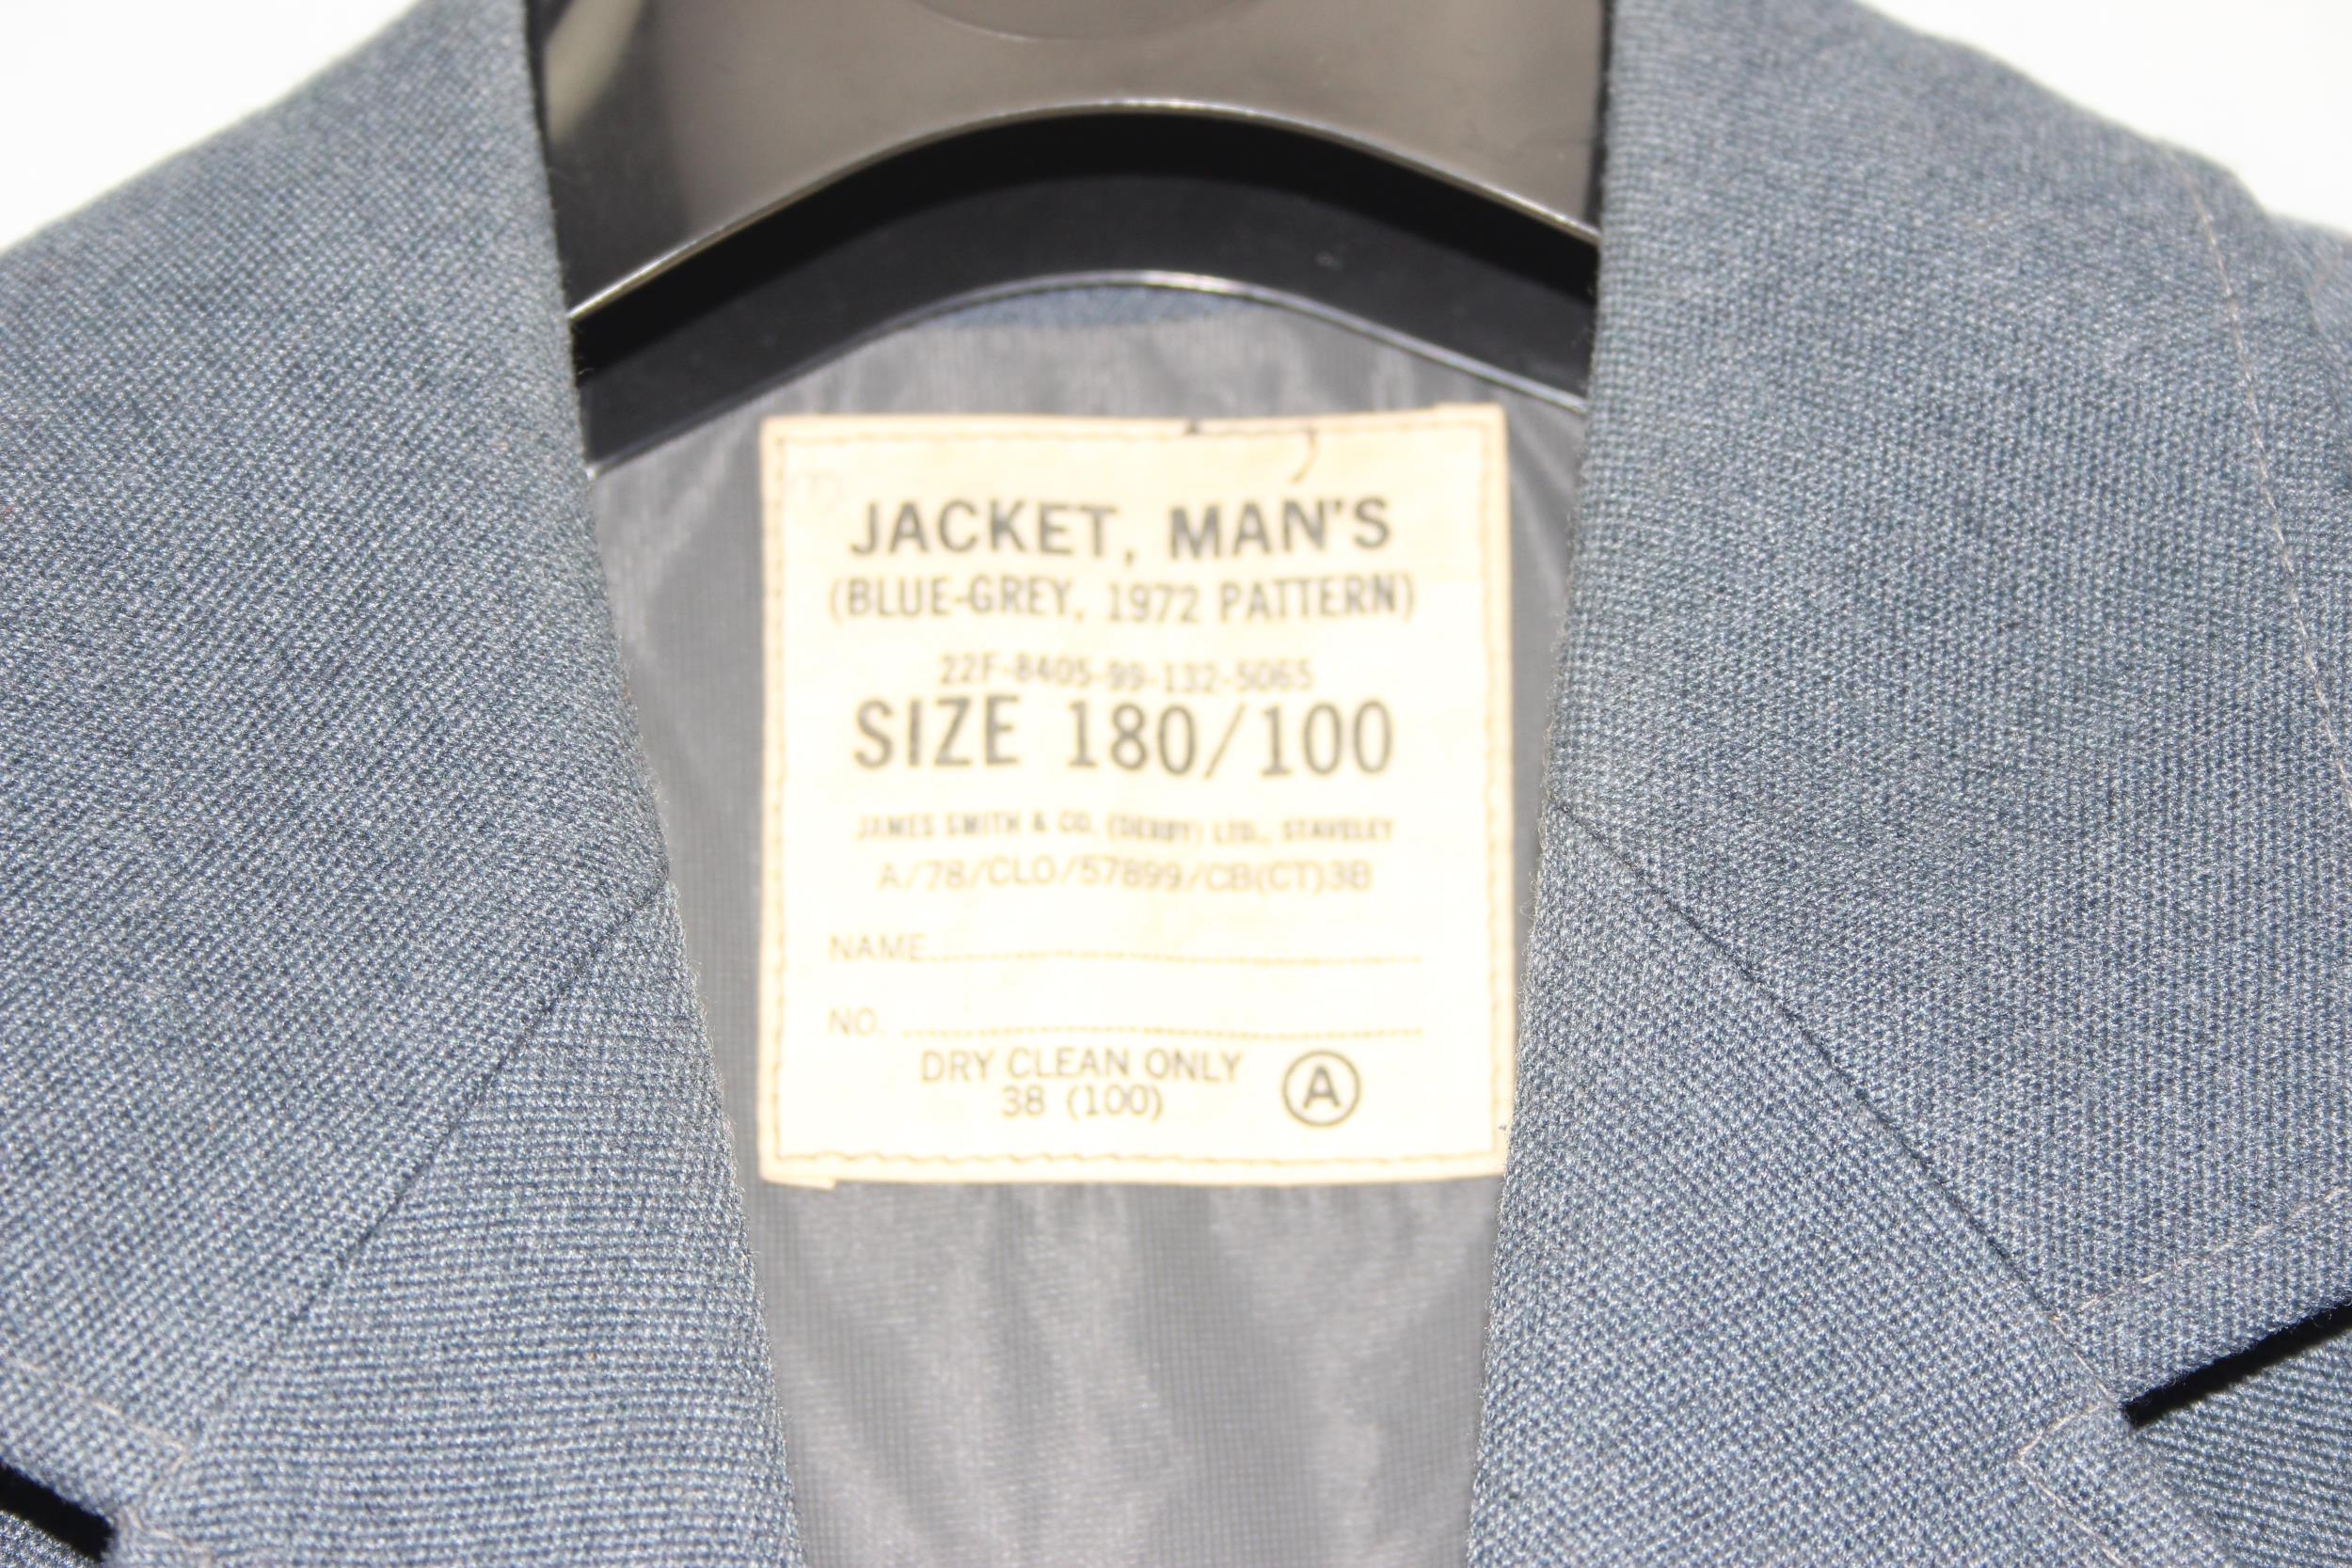 JACKET, MAN'S
(BLUE-GREY, 1972 PATTERN)
22F-8405-99-132-5065
SIZE 180/100
JAMES SMITH & CO. (DERBY) LTD., STAVELEY
A/78/CLO/57899/CB(CT)3B
NAME
NO.
DRY CLEAN ONLY
38 (100)
A